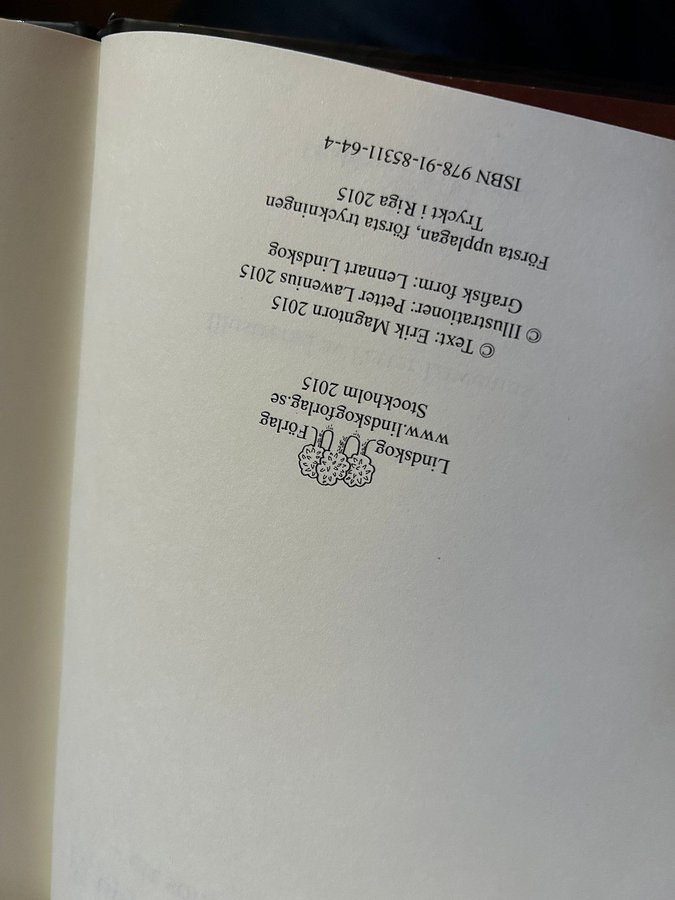 Lindskog Förlag
www.lindskogforlag.se
Stockholm 2015
© Text: Erik Magntorn 2015
© Illustrationer: Petter Lawenius 2015
Grafisk form: Lennart Lindskog
Första upplagan, första tryckningen
Tryckt i Riga 2015
ISBN 978-91-85311-64-4